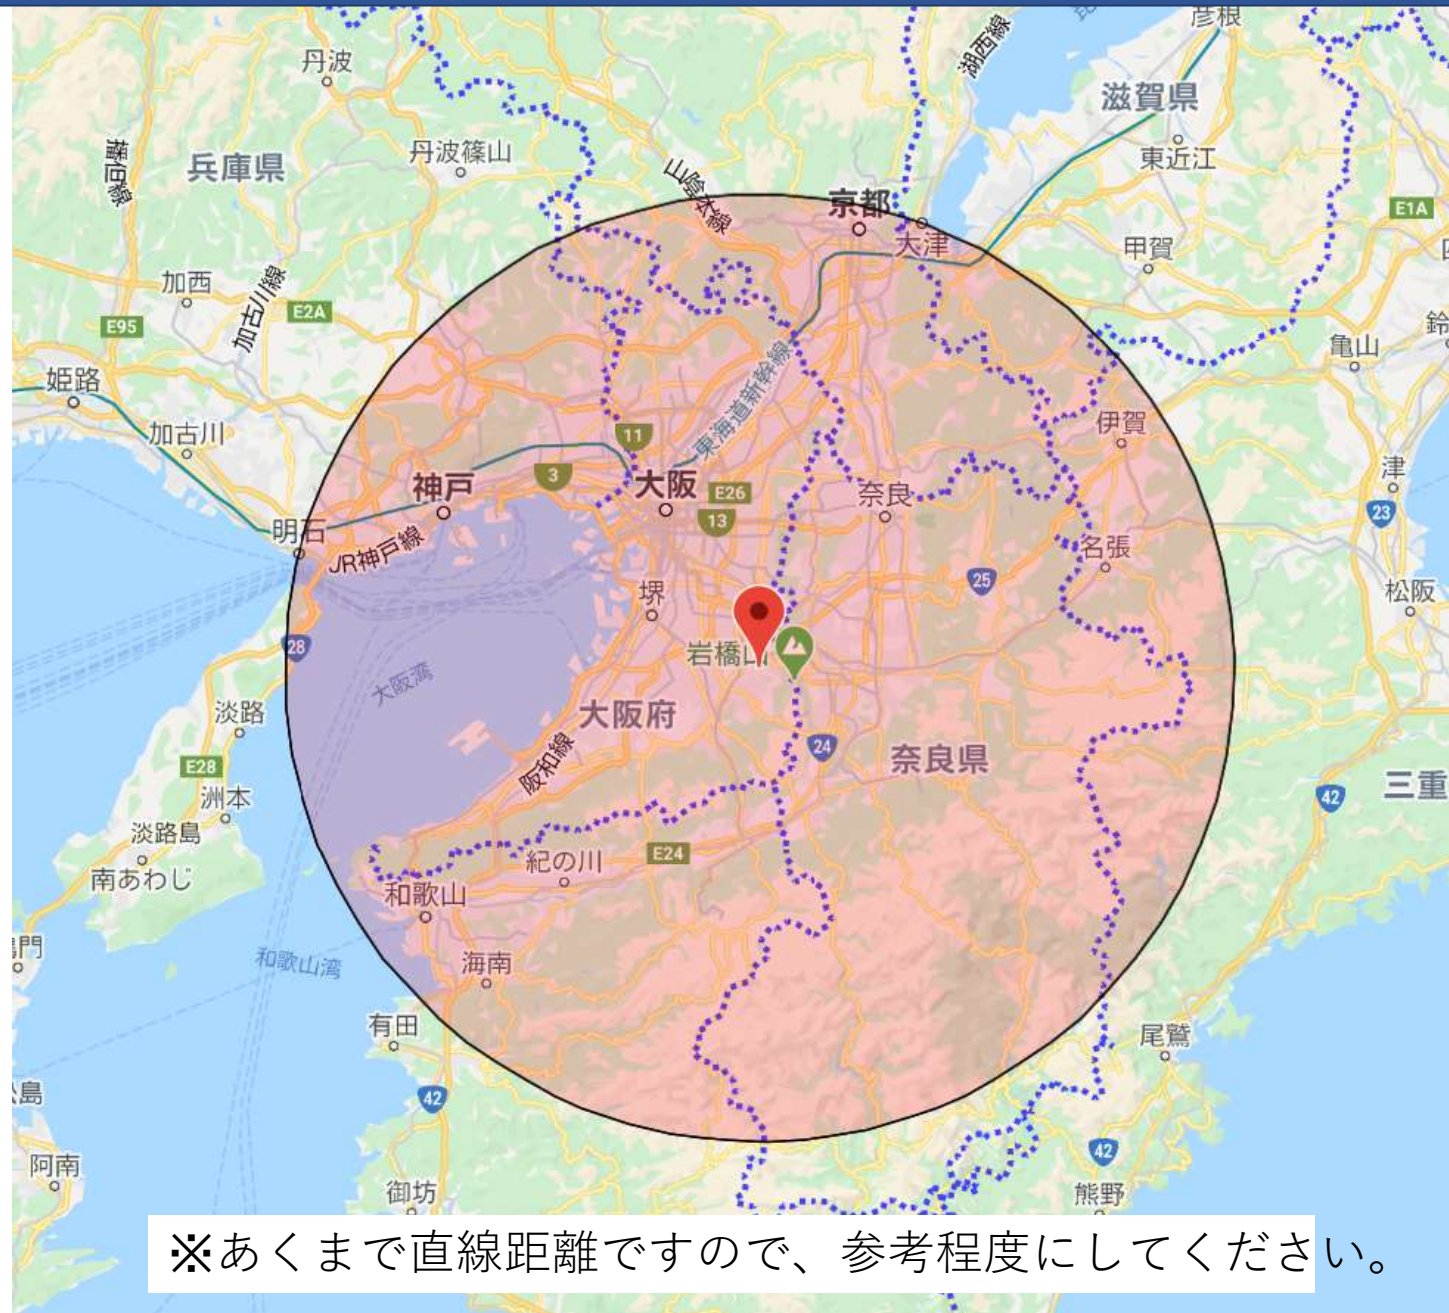 彦根
湖西線
丹波
滋賀県
播但線
兵庫県
丹波篠山
東近江
山陰本線
京都
E1A
大津
甲賀
加西
加古川線
E2A
E95
亀山
姫路
東海道新幹線
加古川
11
伊賀
神戸
3
大阪
E26
奈良
津
13
23
明石
JR神戸線
名張
25
堺
松阪
28
岩橋山
大阪湾
淡路
大阪府
阪和線
24
奈良県
E28
洲本
42
三重
淡路島
南あわじ
紀の川
E24
和歌山
門
和歌山湾
海南
有田
尾鷲
島
42
42
阿南
御坊
熊野
※あくまで直線距離ですので、参考程度にしてください。